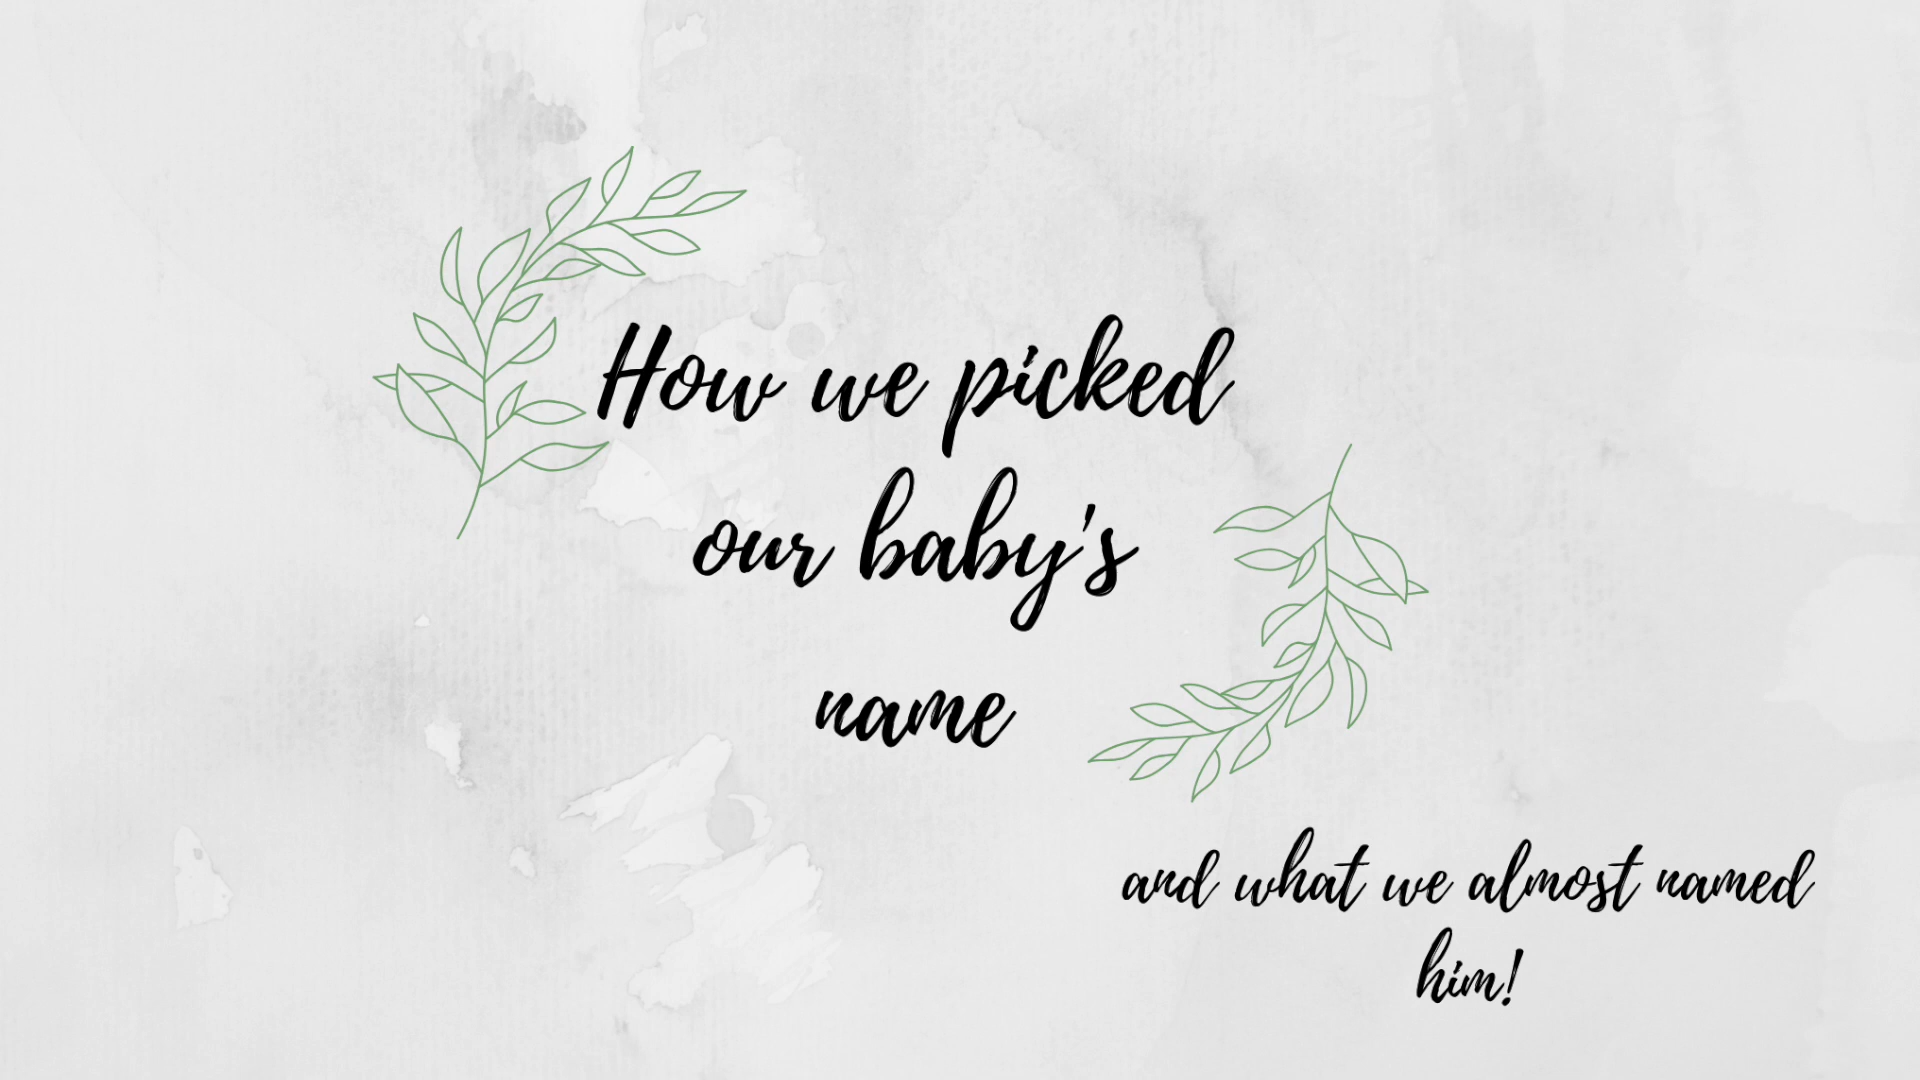 How we picked
our baby's
name
and what we almost named
him!